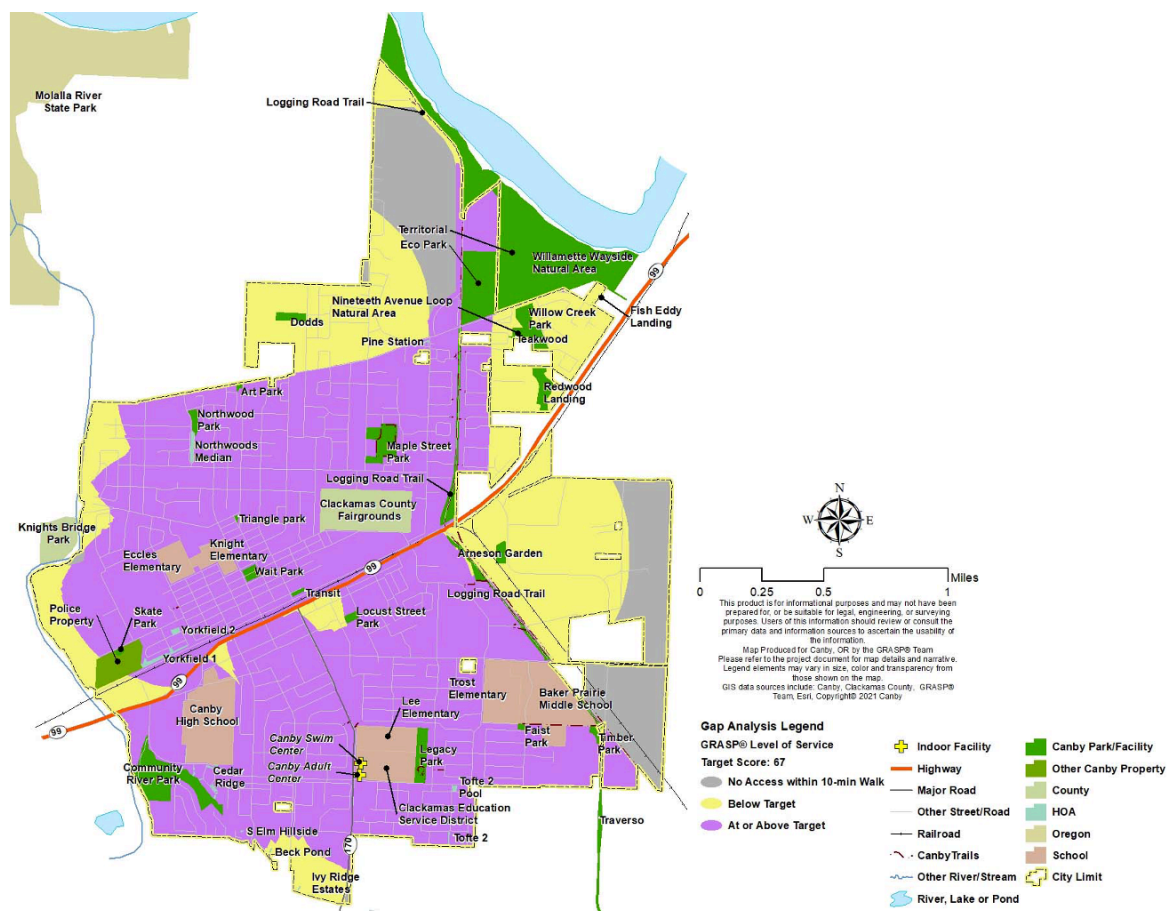 Molalla River
State Park
Logging Road Trail
Territorial
Eco Park
Willamette Wayside
Natural Area
99
Nineteeth Avenue Loop
Natural Area
Willow Creek
Park
Fish Eddy
Landing
Dodds
Teakwood
Pine Station
Redwood
Landing
Art Park
Northwood
Park
Northwoods
Median
Maple Street
Park
Logging Road Trail
Clackamas County
Fairgrounds
Triangle park
Knights Bridge
Park
Eccles
Elementary
Knight
Elementary
Wait Park
99
Arneson Garden
Logging Road Trail
Transit
Locust Street
Park
Police
Property
Skate
Park
Yorkfield 2
Yorkfield 1
99
99
Canby
High School
Trost
Elementary
Baker Prairie
Middle School
Lee
Elementary
Faist
Park
Timber
Park
Canby Swim
Center
Canby Adult
Center
Legacy
Park
Community
River Park
Cedar
Ridge
Tofte 2
Pool
Clackamas Education
Service District
Traverso
S Elm Hillside
Tofte 2
170
Beck Pond
Ivy Ridge
Estates
N
W E
S
0 0.25 0.5 1
Miles
This product is for informational purposes and may not have been
prepared for, or be suitable for legal, engineering, or surveying
purposes. Users of this information should review or consult the
primary data and information sources to ascertain the usability of
the information.
Map Produced for Canby, OR by the GRASP® Team
Please refer to the project document for map details and narrative.
Legend elements may vary in size, color and transparency from
those shown on the map.
GIS data sources include: Canby, Clackamas County, GRASP®
Team, Esri, Copyright© 2021 Canby
Gap Analysis Legend
GRASP® Level of Service
Target Score: 67
No Access within 10-min Walk
Below Target
At or Above Target
Indoor Facility
Highway
Major Road
Other Street/Road
Railroad
CanbyTrails
Other River/Stream
River, Lake or Pond
Canby Park/Facility
Other Canby Property
County
HOA
Oregon
School
City Limit